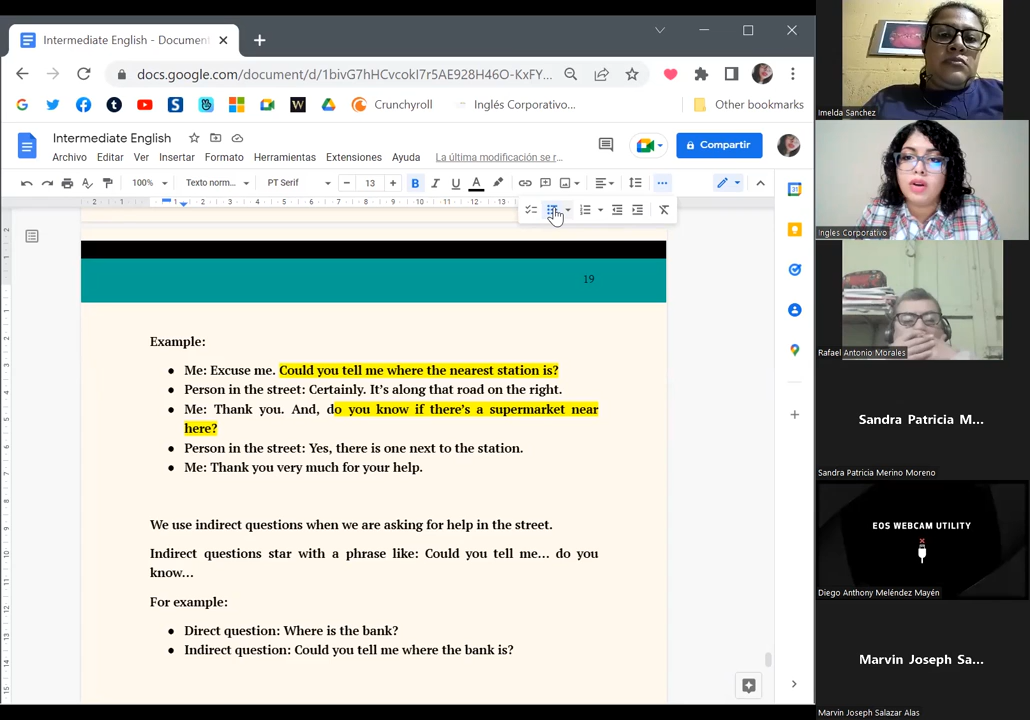 Intermediate English - Document
docs.google.com/document/d/1bivG7hHCvcokI7r5AE928H46O-KxFY...
Crunchyroll
Inglés Corporativo...
Other bookmarks
Intermediate English
Archivo Editar Ver Insertar Formato Herramientas Extensiones Ayuda La última modificación se r...
Compartir
100% Texto norm... PT Serif 13
19
Example:
• Me: Excuse me. Could you tell me where the nearest station is?
• Person in the street: Certainly. It's along that road on the right.
• Me: Thank you. And, do you know if there's a supermarket near
here?
• Person in the street: Yes, there is one next to the station.
• Me: Thank you very much for your help.
We use indirect questions when we are asking for help in the street.
Indirect questions star with a phrase like: Could you tell me... do you
know...
For example:
• Direct question: Where is the bank?
• Indirect question: Could you tell me where the bank is?
Imelda Sanchez
Ingles Corporativo
Rafael Antonio Morales
Sandra Patricia M...
Sandra Patricia Merino Moreno
EOS WEBCAM UTILITY
Diego Anthony Meléndez Mayén
Marvin Joseph Sa...
Marvin Joseph Salazar Alas